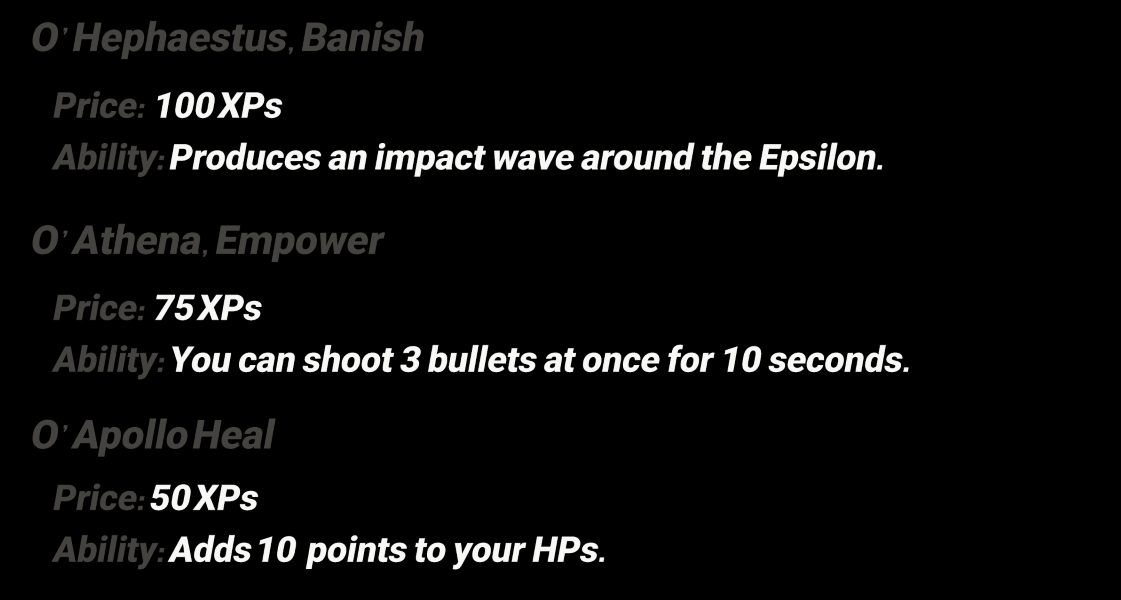 O' Hephaestus, Banish
Price: 100 XPs
Ability: Produces an impact wave around the Epsilon.
O' Athena, Empower
Price: 75 XPs
Ability: You can shoot 3 bullets at once for 10 seconds.
O' Apollo Heal
Price: 50 XPs
Ability: Adds 10 points to your HPs.